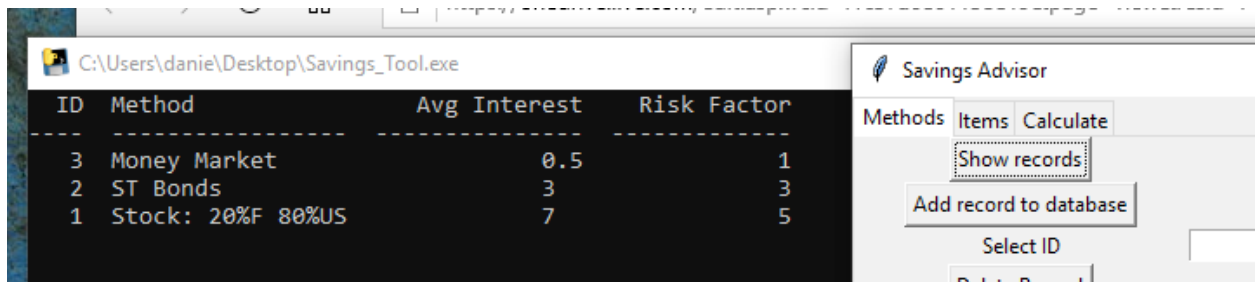 C:\Users\danie\Desktop\Savings_Tool.exe
ID Method Avg Interest Risk Factor
---- ----------------- --------------- -------------
3 Money Market 0.5 1
2 ST Bonds 3 3
1 Stock: 20%F 80%US 7 5
Savings Advisor
Methods Items Calculate
Show records
Add record to database
Select ID